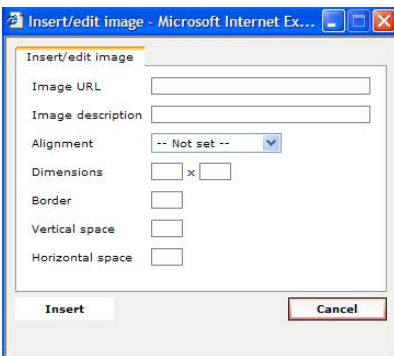 Insert/edit image - Microsoft Internet Ex...
Insert/edit image
Image URL
Image description
Alignment -- Not set --
Dimensions x
Border
Vertical space
Horizontal space
Insert Cancel